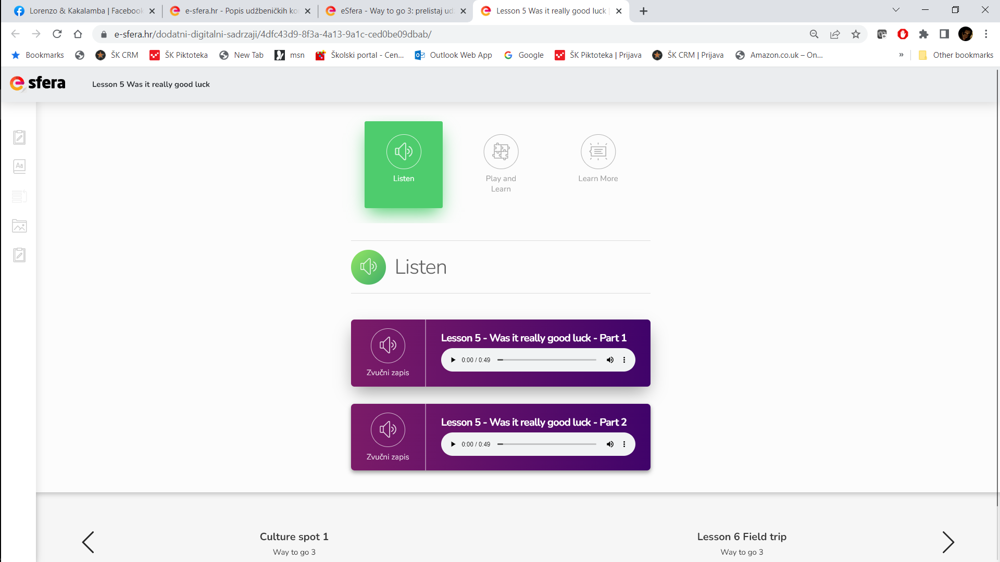 Lorenzo & Kakalamba | Facebook
e-sfera.hr - Popis udžbeničkih ko
eSfera - Way to go 3: prelistaj ud
Lesson 5 Was it really good luck |
e-sfera.hr/dodatni-digitalni-sadrzaji/4dfc43d9-8f3a-4a13-9a1c-ced0be09dbab/
Bookmarks
ŠK CRM
ŠK Piktoteka
New Tab
msn
Školski portal - Cen...
Outlook Web App
Google
ŠK Piktoteka | Prijava
ŠK CRM | Prijava
Amazon.co.uk – On...
»
Other bookmarks
e sfera
Lesson 5 Was it really good luck
Aa
Listen
Play and
Learn
Learn More
Listen
Lesson 5 - Was it really good luck - Part 1
0:00 / 0:49
Zvučni zapis
Lesson 5 - Was it really good luck - Part 2
0:00 / 0:49
Zvučni zapis
Culture spot 1
Way to go 3
Lesson 6 Field trip
Way to go 3